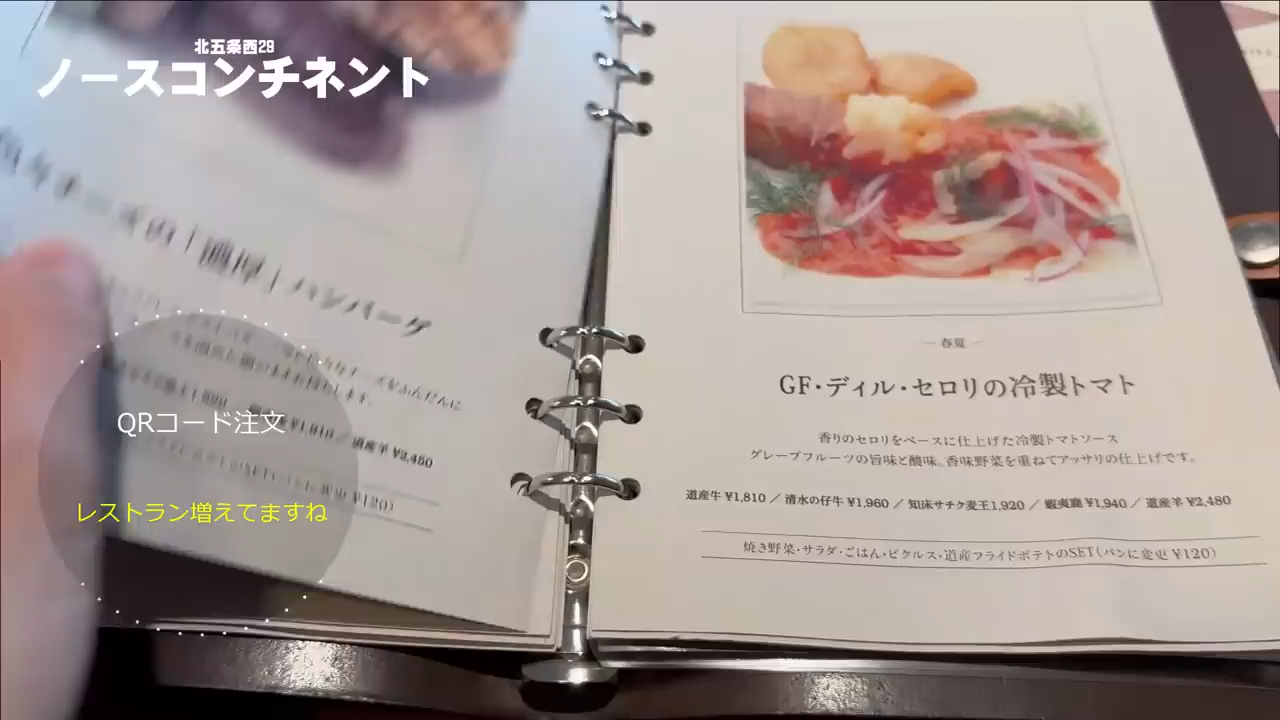 北五条西29
ノースコンチネント
チーズの「濃厚」ハンバーグ
道産羊 ¥2,480
QRコード注文
レストラン増えてますね
― 春夏 ―
GF・ディル・セロリの冷製トマト
香りのセロリをベースに仕上げた冷製トマトソース
グレープフルーツの旨味と酸味。香味野菜を重ねてアッサリの仕上げです。
道産牛 ¥1,810 ／ 清水の仔牛 ¥1,960 ／ 知床サチク麦王1,920 ／ 蝦夷鹿 ¥1,940 ／ 道産羊 ¥2,480
焼き野菜・サラダ・ごはん・ピクルス・道産フライドポテトのSET（パンに変更 ¥120）